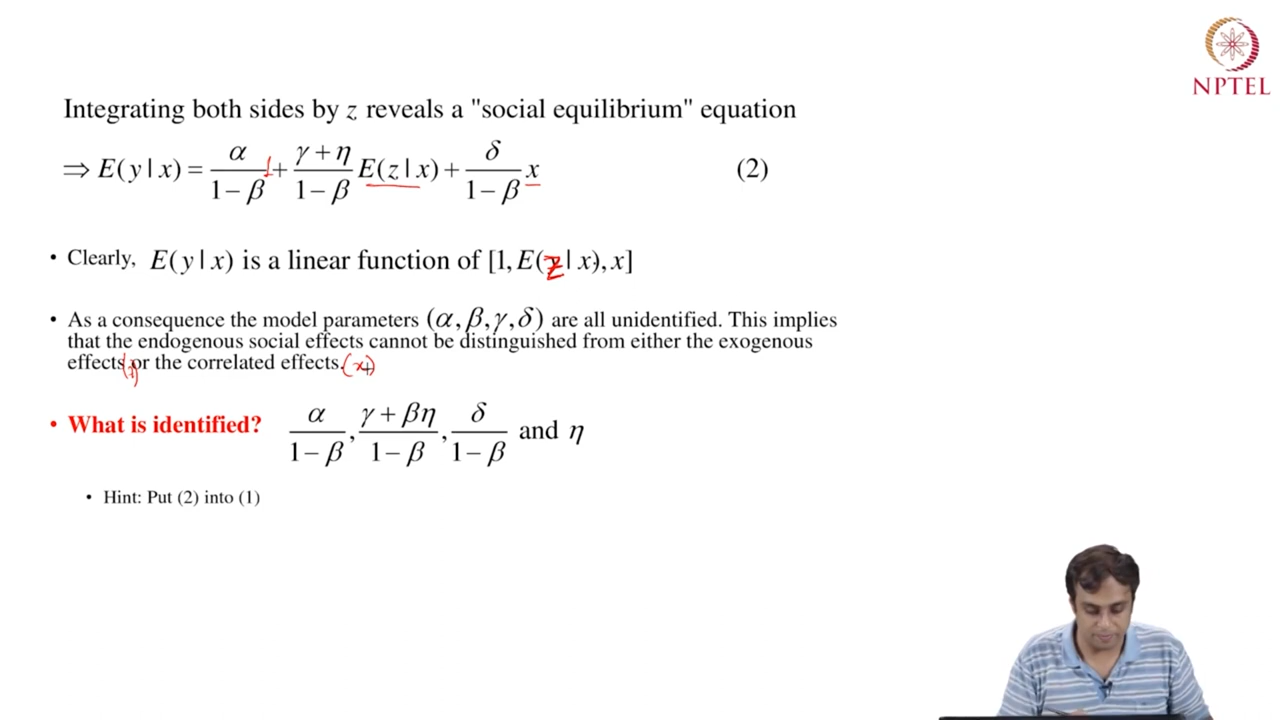 NPTEL
Integrating both sides by z reveals a "social equilibrium" equation
⇒ E(y | x) = α/(1−β) 1 + (γ+η)/(1−β) E(z | x) + δ/(1−β) x (2)
• Clearly, E(y | x) is a linear function of [1, E(z | x), x]
• As a consequence the model parameters (α, β, γ, δ) are all unidentified. This implies
that the endogenous social effects cannot be distinguished from either the exogenous
effects or the correlated effects. (x)
• What is identified? α/(1−β), (γ+βη)/(1−β), δ/(1−β) and η
• Hint: Put (2) into (1)